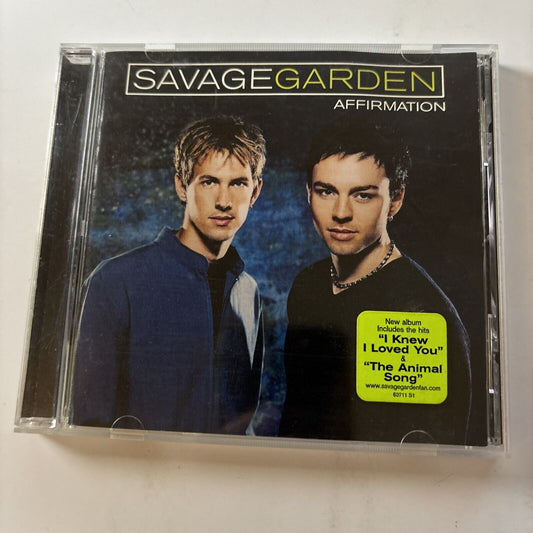 SAVAGEGARDEN
AFFIRMATION
New album
Includes the hits
"I Knew
I Loved You"
&
"The Animal
Song"
www.savagegardenfan.com
63711 S1